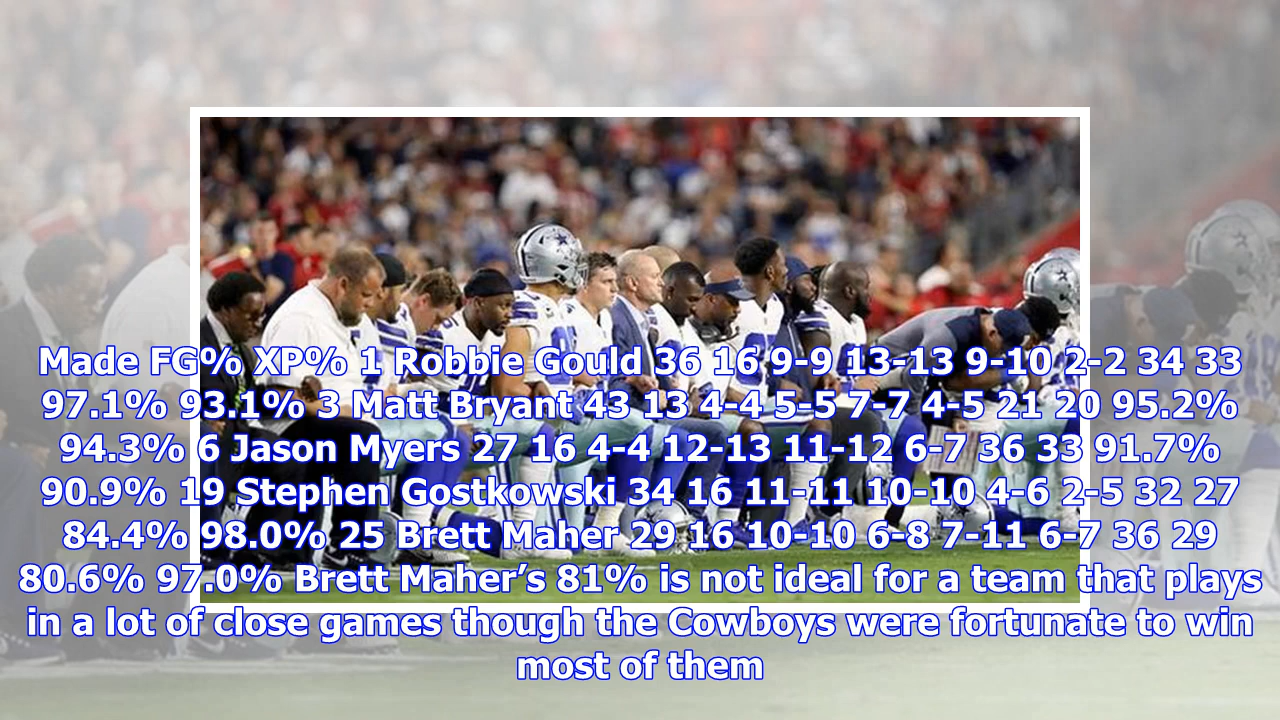 Made FG% XP% 1 Robbie Gould 36 16 9-9 13-13 9-10 2-2 34 33
97.1% 93.1% 3 Matt Bryant 43 13 4-4 5-5 7-7 4-5 21 20 95.2%
94.3% 6 Jason Myers 27 16 4-4 12-13 11-12 6-7 36 33 91.7%
90.9% 19 Stephen Gostkowski 34 16 11-11 10-10 4-6 2-5 32 27
84.4% 98.0% 25 Brett Maher 29 16 10-10 6-8 7-11 6-7 36 29
80.6% 97.0% Brett Maher’s 81% is not ideal for a team that plays
in a lot of close games though the Cowboys were fortunate to win
most of them